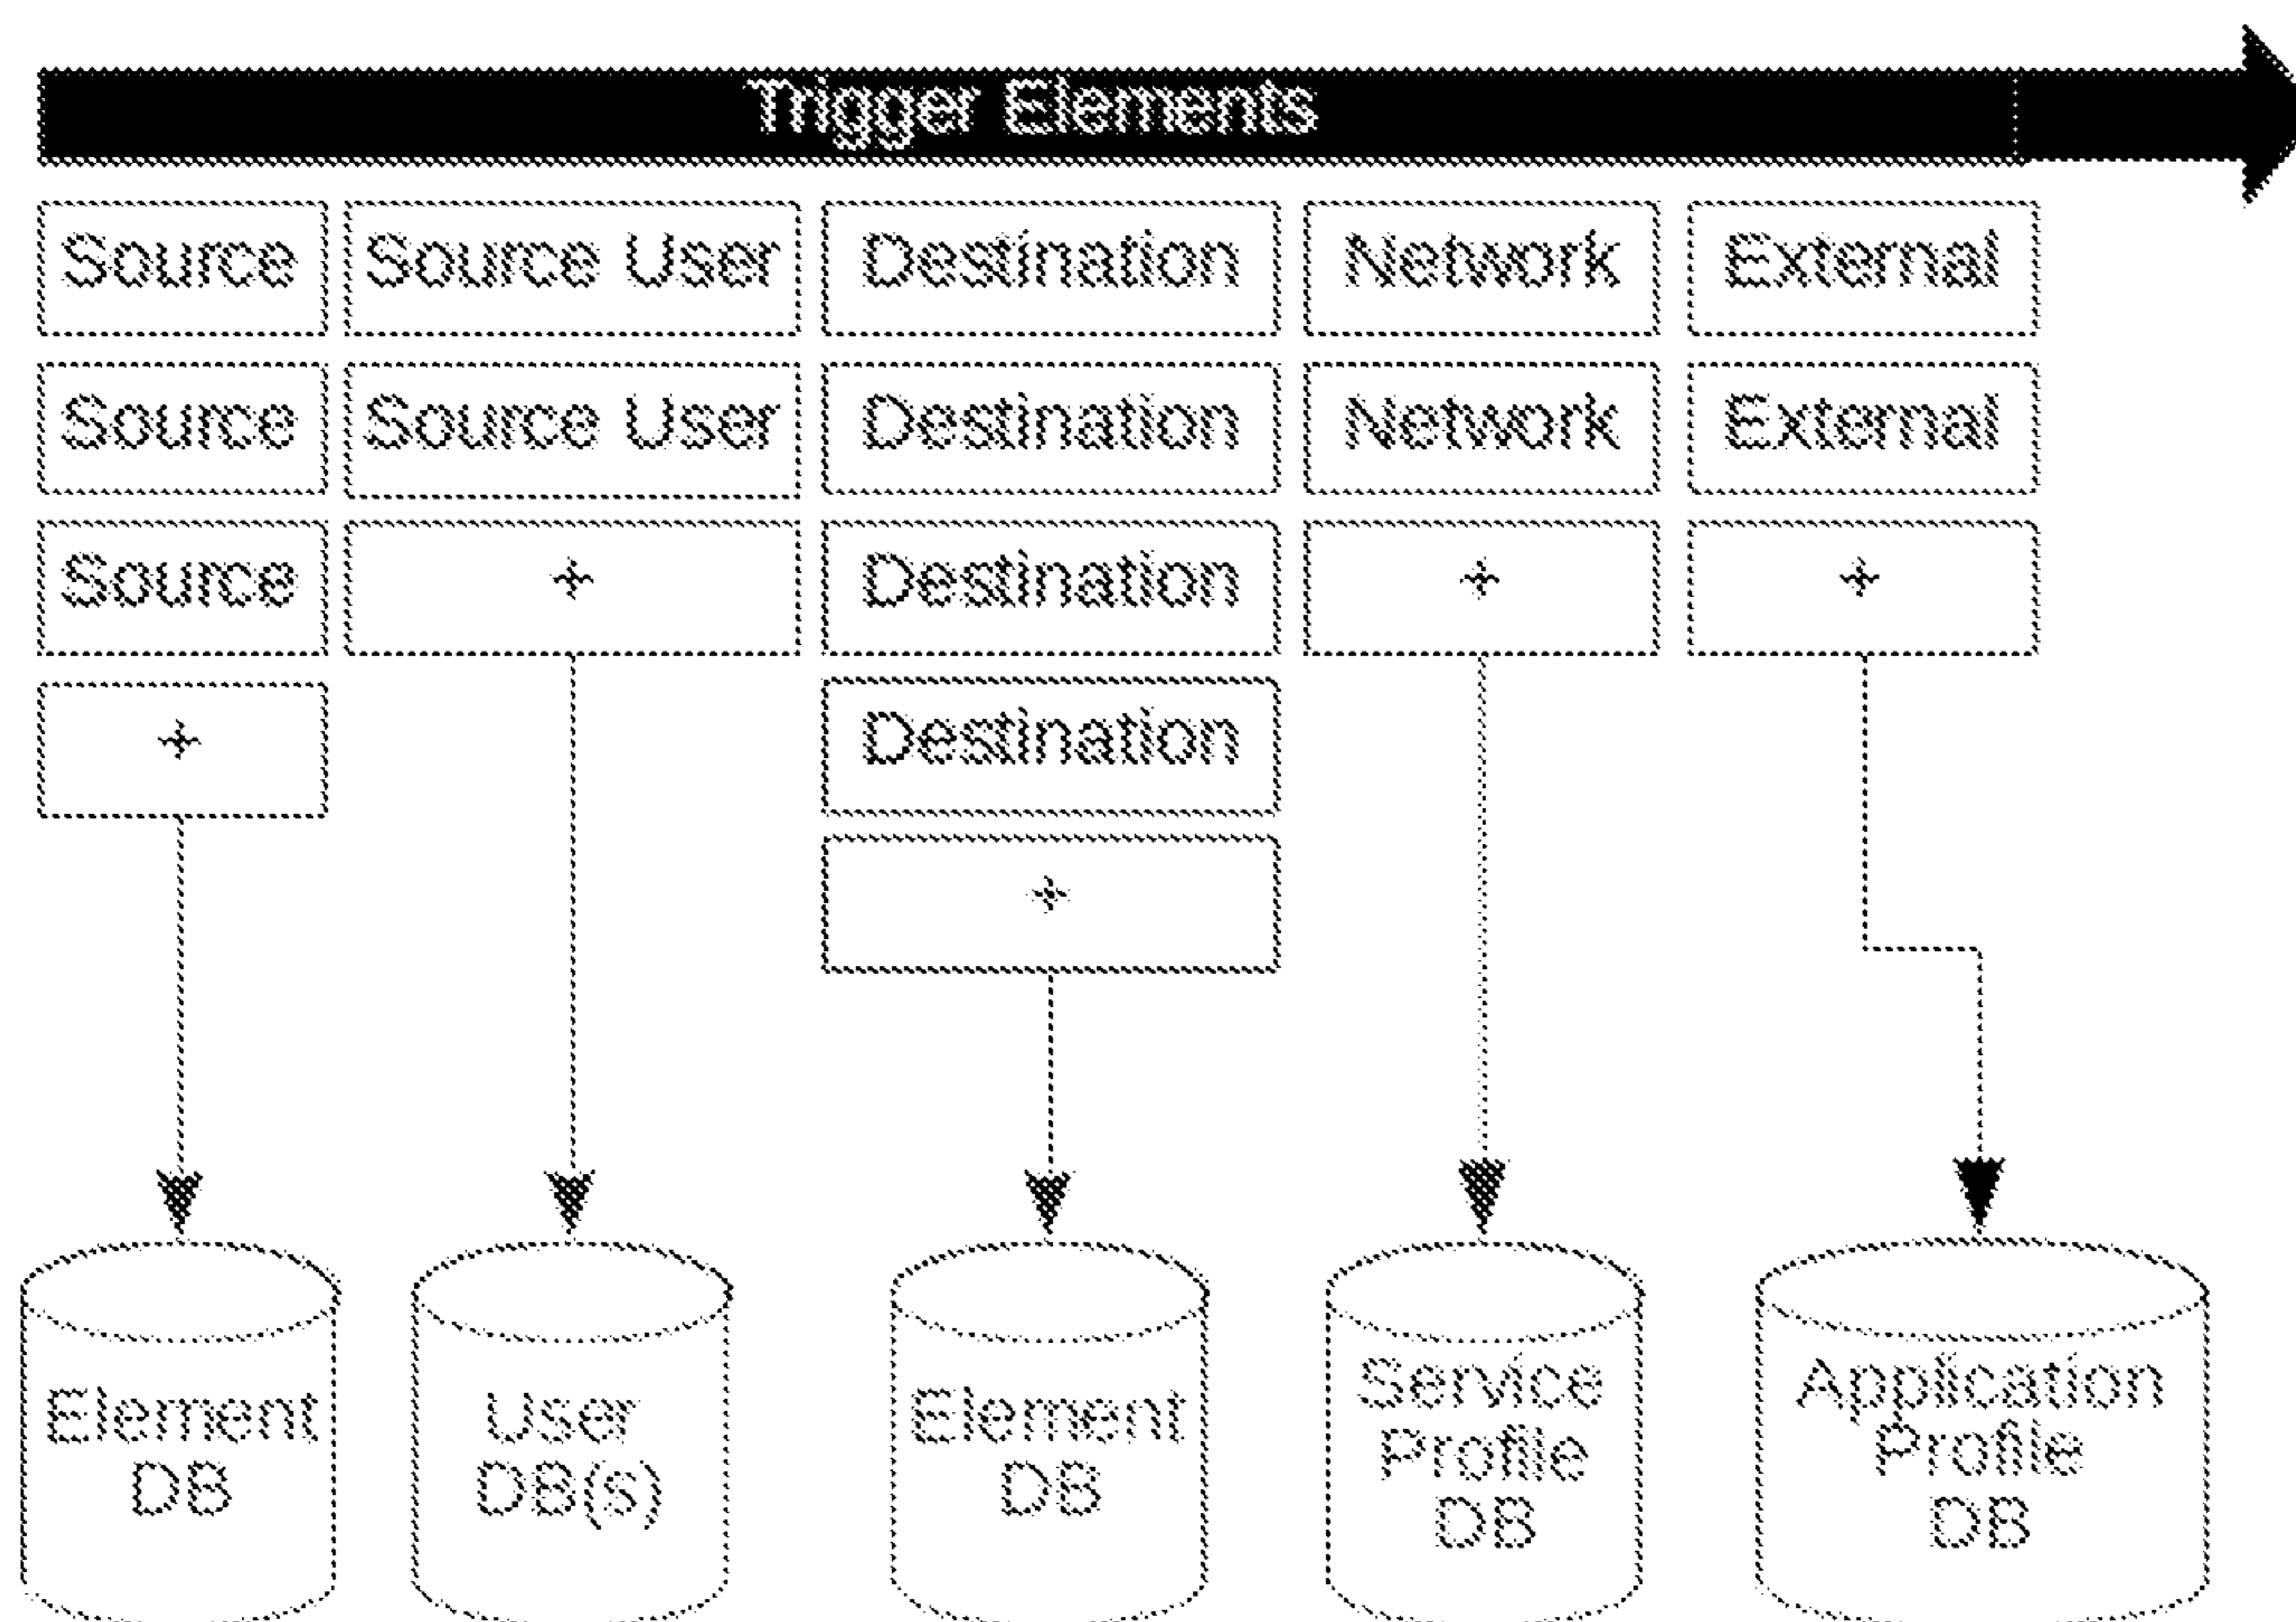 Trigger Elements
Source Source User Destination Network External
Source Source User Destination Network External
Source + Destination + +
+ Destination
+
Element
DB
User
DB(s)
Element
DB
Service
Profile
DB
Application
Profile
DB